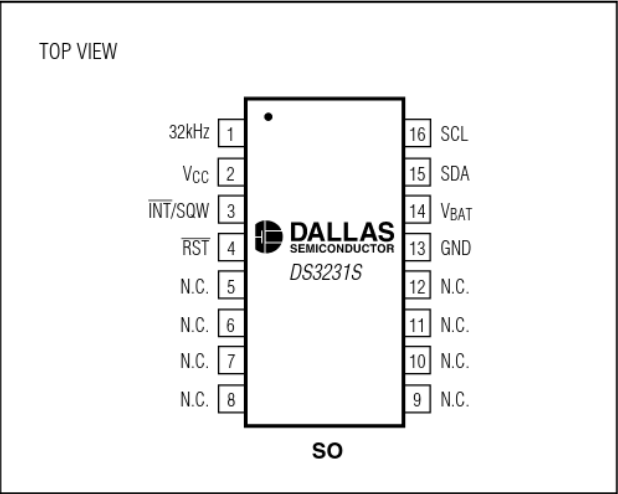 TOP VIEW
32kHz 1 16 SCL
VCC 2 15 SDA
INT/SQW 3 14 VBAT
RST 4 13 GND
N.C. 5 12 N.C.
N.C. 6 11 N.C.
N.C. 7 10 N.C.
N.C. 8 9 N.C.
DALLAS
SEMICONDUCTOR
DS3231S
SO